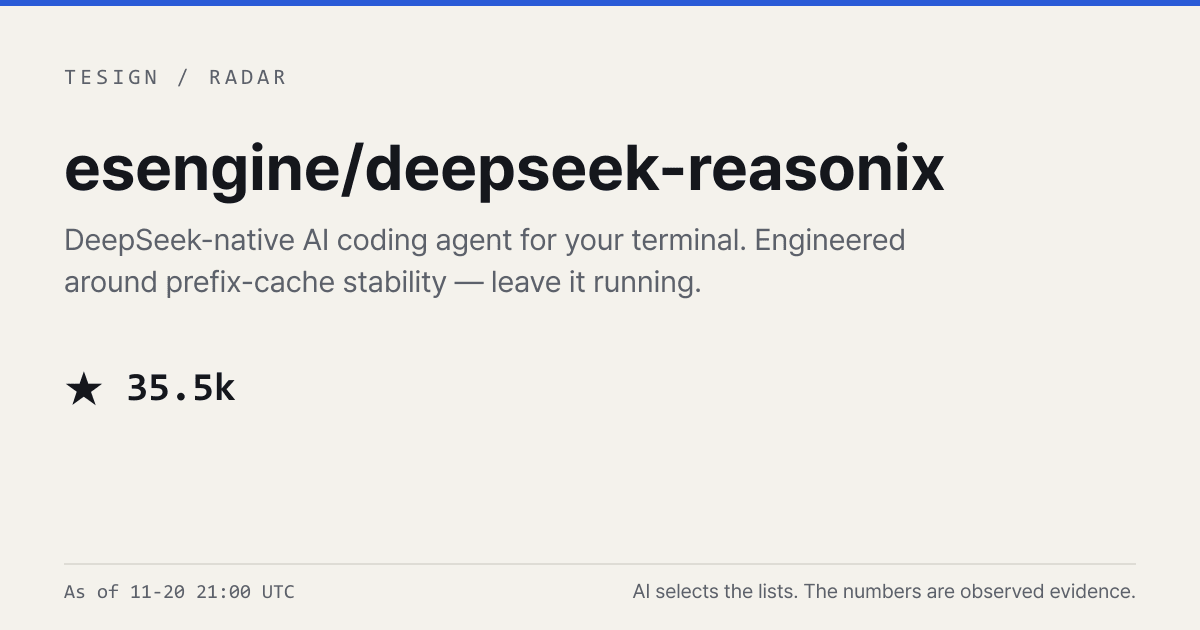 TESIGN / RADAR
esengine/deepseek-reasonix
DeepSeek-native AI coding agent for your terminal. Engineered
around prefix-cache stability — leave it running.
★ 35.5k
As of 11-20 21:00 UTC
AI selects the lists. The numbers are observed evidence.